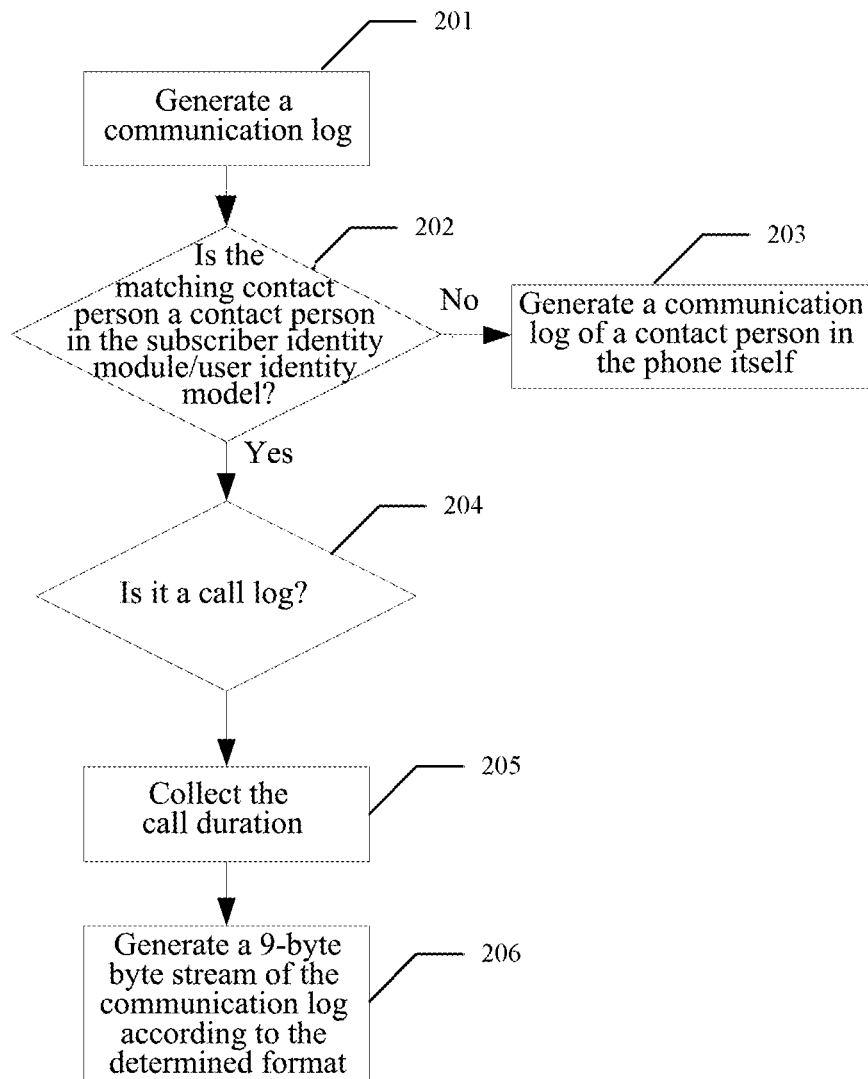 201
Generate a
communication log
202
Is the
matching contact
person a contact person
in the subscriber identity
module/user identity
model?
No
203
Generate a communication
log of a contact person in
the phone itself
Yes
204
Is it a call log?
205
Collect the
call duration
206
Generate a 9-byte
byte stream of the
communication log
according to the
determined format